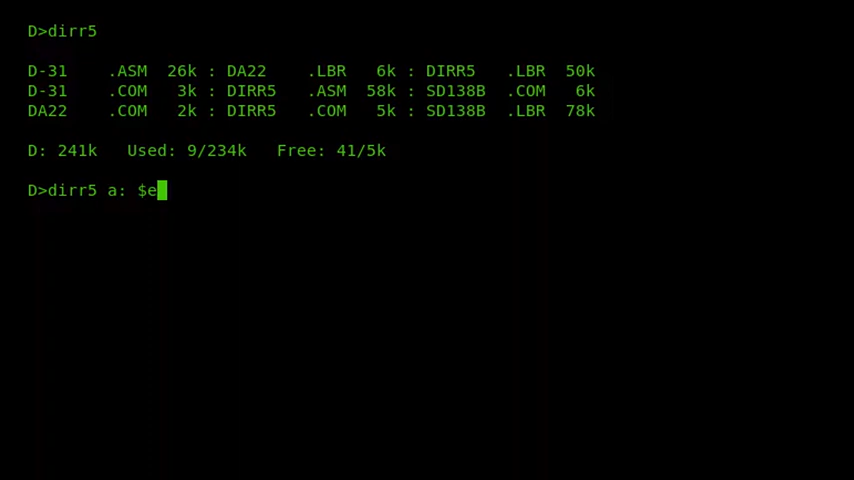 D>dirr5
D-31    .ASM  26k : DA22    .LBR   6k : DIRR5   .LBR  50k
D-31    .COM   3k : DIRR5   .ASM  58k : SD138B  .COM   6k
DA22    .COM   2k : DIRR5   .COM   5k : SD138B  .LBR  78k
D: 241k   Used: 9/234k   Free: 41/5k
D>dirr5 a: $e